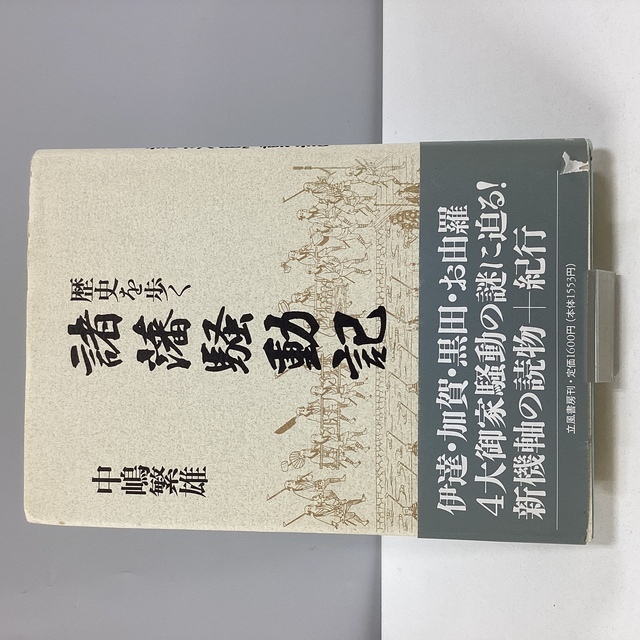 歴史を歩く
諸藩騒動記
中嶋繁雄
伊達・加賀・黒田・お由羅
4大御家騒動の謎に迫る!
新機軸の読物＋紀行
立風書房刊・定価1600円(本体1553円)